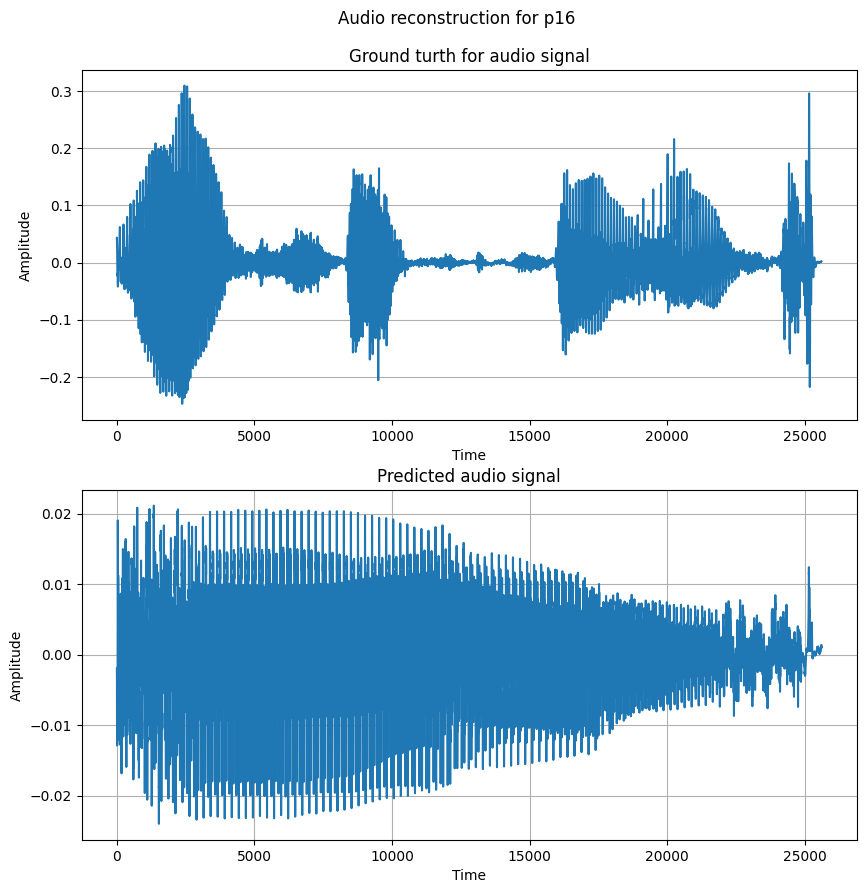 Audio reconstruction for p16
Ground turth for audio signal
0.3
0.2
0.1
0.0
−0.1
−0.2
Amplitude
0 5000 10000 15000 20000 25000
Time
Predicted audio signal
0.02
0.01
0.00
−0.01
−0.02
Amplitude
0 5000 10000 15000 20000 25000
Time